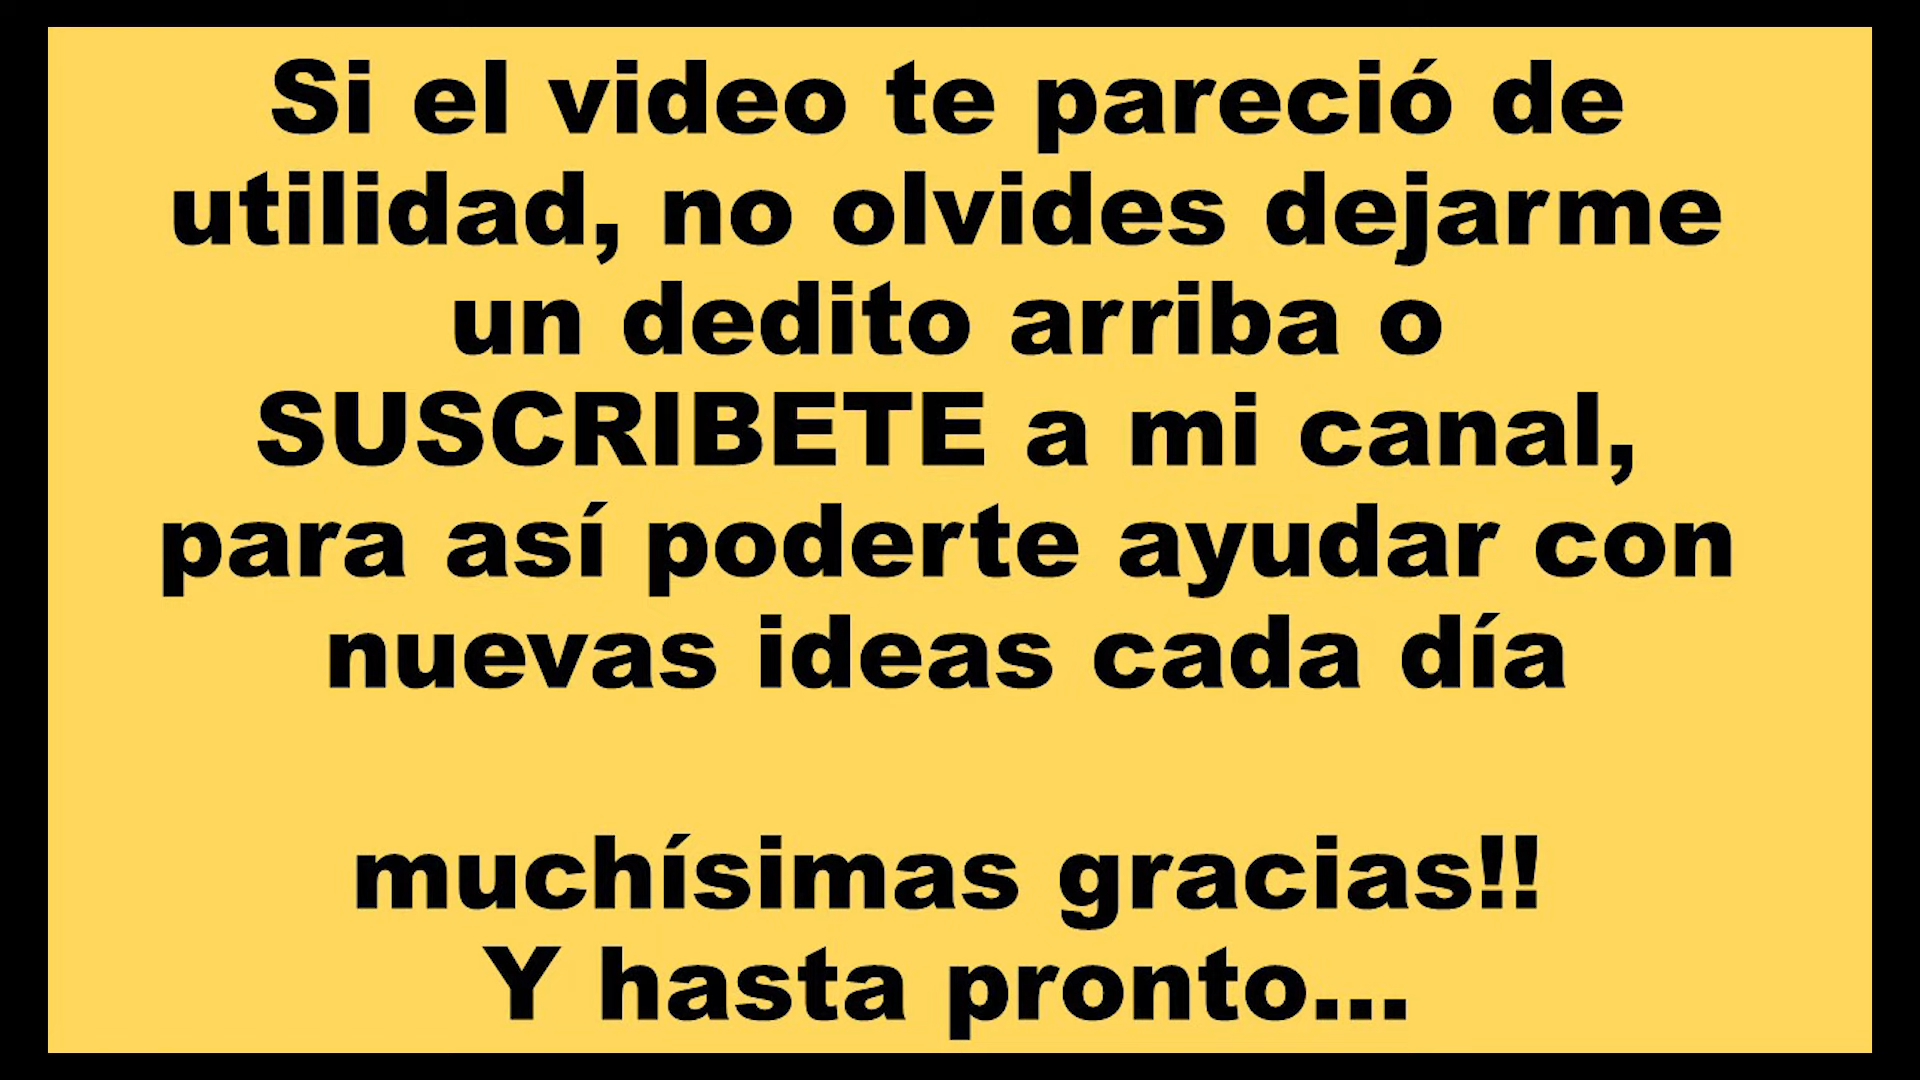 Si el video te pareció de
utilidad, no olvides dejarme
un dedito arriba o
SUSCRIBETE a mi canal,
para así poderte ayudar con
nuevas ideas cada día
muchísimas gracias!!
Y hasta pronto...